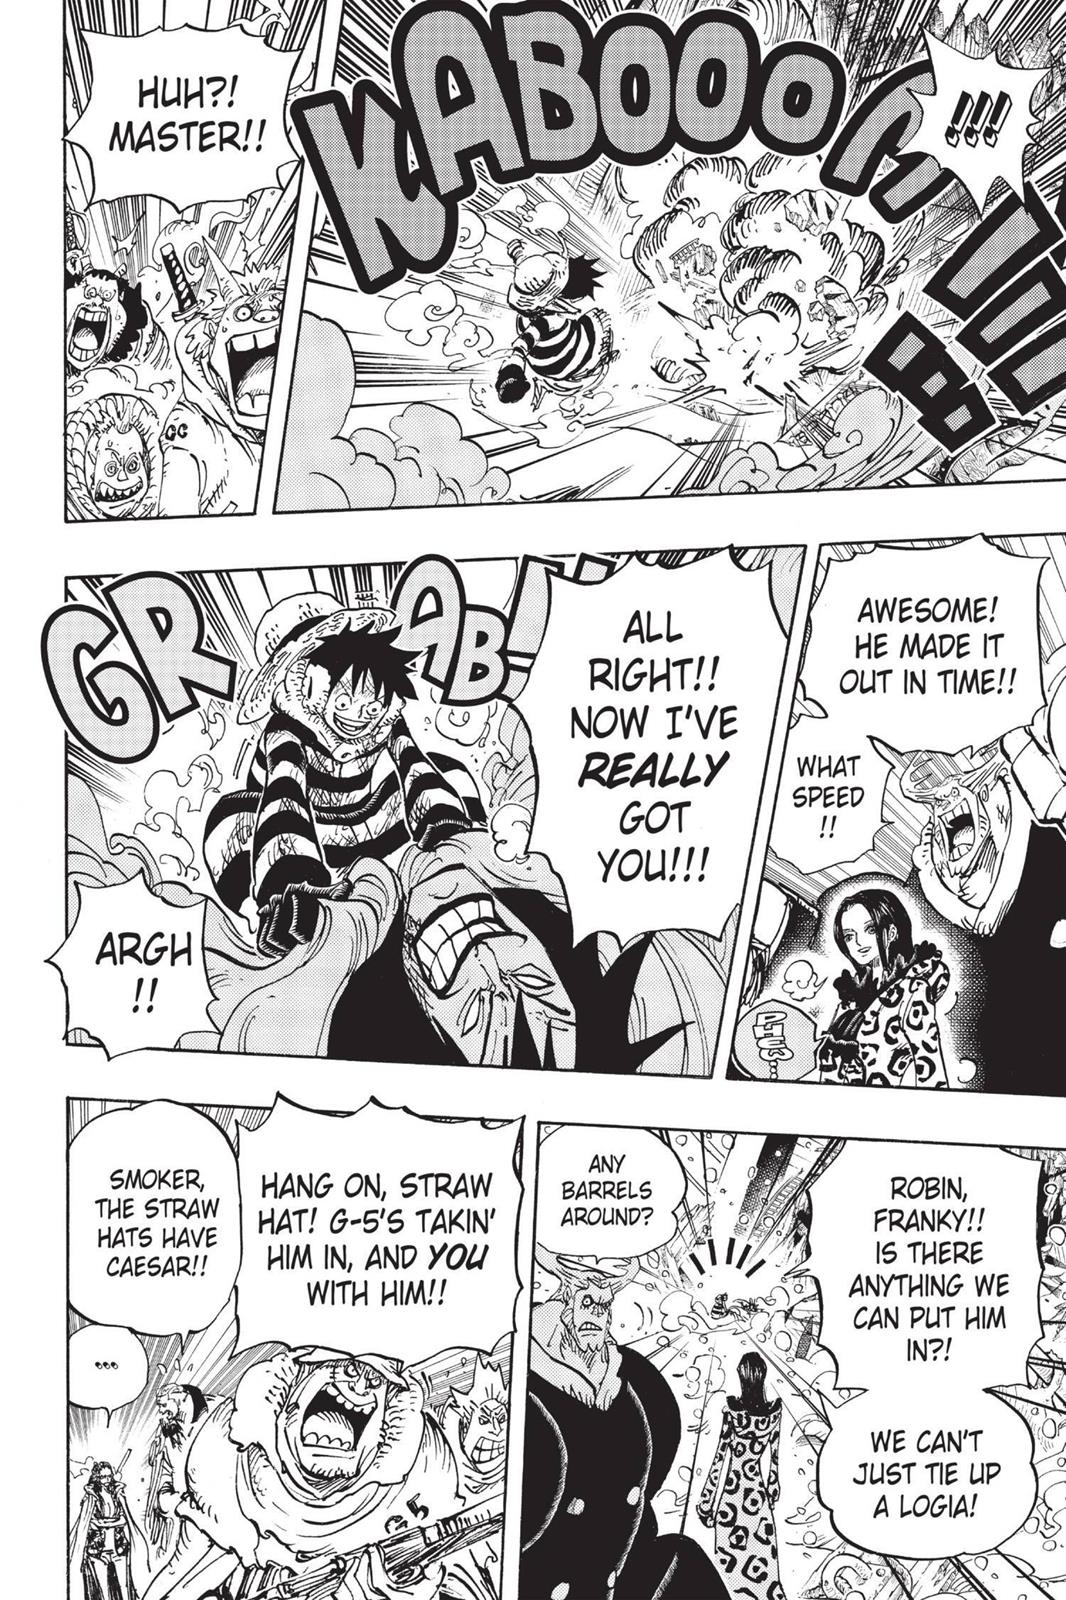 !!!!
KABOOOM
HUH?!
MASTER!!
GC
AWESOME!
HE MADE IT
OUT IN TIME!!
WHAT
SPEED
!!
PHEW...
ALL
RIGHT!!
NOW I'VE
REALLY
GOT
YOU!!!
GRAB
ARGH
!!
ROBIN,
FRANKY!!
IS THERE
ANYTHING WE
CAN PUT HIM
IN?!
WE CAN'T
JUST TIE UP
A LOGIA!
ANY
BARRELS
AROUND?
HANG ON, STRAW
HAT! G-5'S TAKIN'
HIM IN, AND YOU
WITH HIM!!
SMOKER,
THE STRAW
HATS HAVE
CAESAR!!
...
G5